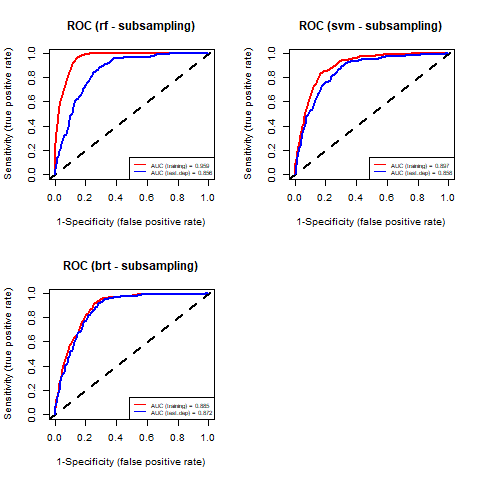 ROC (rf - subsampling)
Sensitivity (true positive rate)
0.0 0.2 0.4 0.6 0.8 1.0
AUC (training) = 0.959
AUC (test.dep) = 0.856
0.0 0.2 0.4 0.6 0.8 1.0
1-Specificity (false positive rate)
ROC (svm - subsampling)
Sensitivity (true positive rate)
0.0 0.2 0.4 0.6 0.8 1.0
AUC (training) = 0.897
AUC (test.dep) = 0.858
0.0 0.2 0.4 0.6 0.8 1.0
1-Specificity (false positive rate)
ROC (brt - subsampling)
Sensitivity (true positive rate)
0.0 0.2 0.4 0.6 0.8 1.0
AUC (training) = 0.885
AUC (test.dep) = 0.872
0.0 0.2 0.4 0.6 0.8 1.0
1-Specificity (false positive rate)